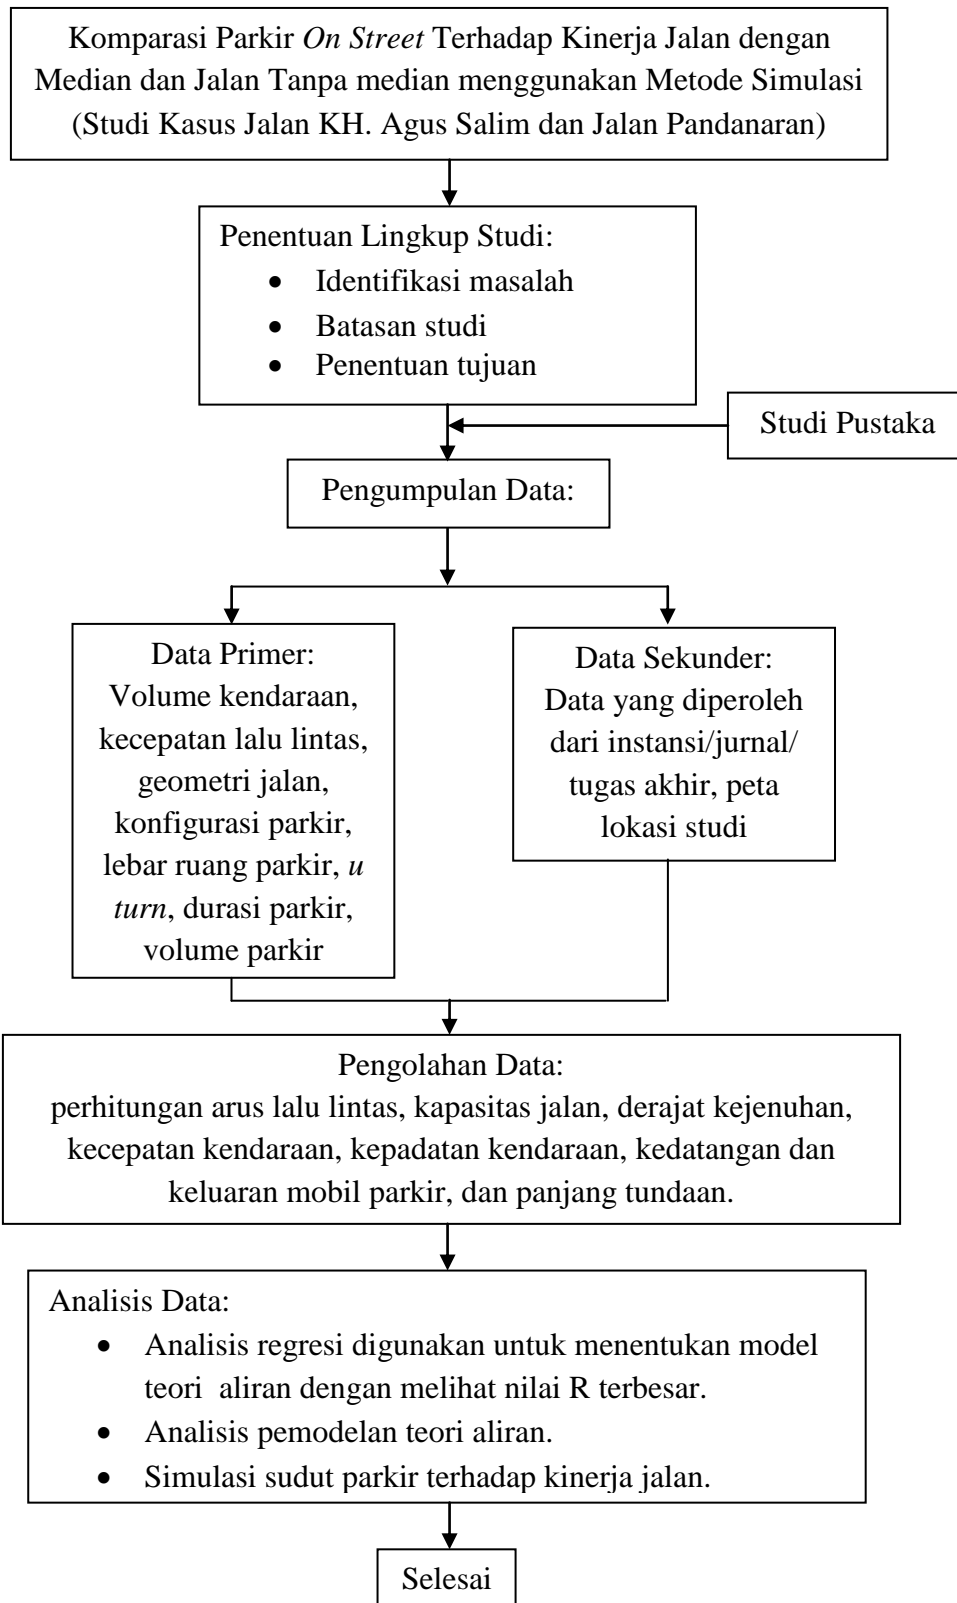 Komparasi Parkir On Street Terhadap Kinerja Jalan dengan
Median dan Jalan Tanpa median menggunakan Metode Simulasi
(Studi Kasus Jalan KH. Agus Salim dan Jalan Pandanaran)
Penentuan Lingkup Studi:
• Identifikasi masalah
• Batasan studi
• Penentuan tujuan
Studi Pustaka
Pengumpulan Data:
Data Primer:
Volume kendaraan,
kecepatan lalu lintas,
geometri jalan,
konfigurasi parkir,
lebar ruang parkir, u
turn, durasi parkir,
volume parkir
Data Sekunder:
Data yang diperoleh
dari instansi/jurnal/
tugas akhir, peta
lokasi studi
Pengolahan Data:
perhitungan arus lalu lintas, kapasitas jalan, derajat kejenuhan,
kecepatan kendaraan, kepadatan kendaraan, kedatangan dan
keluaran mobil parkir, dan panjang tundaan.
Analisis Data:
• Analisis regresi digunakan untuk menentukan model
teori aliran dengan melihat nilai R terbesar.
• Analisis pemodelan teori aliran.
• Simulasi sudut parkir terhadap kinerja jalan.
Selesai